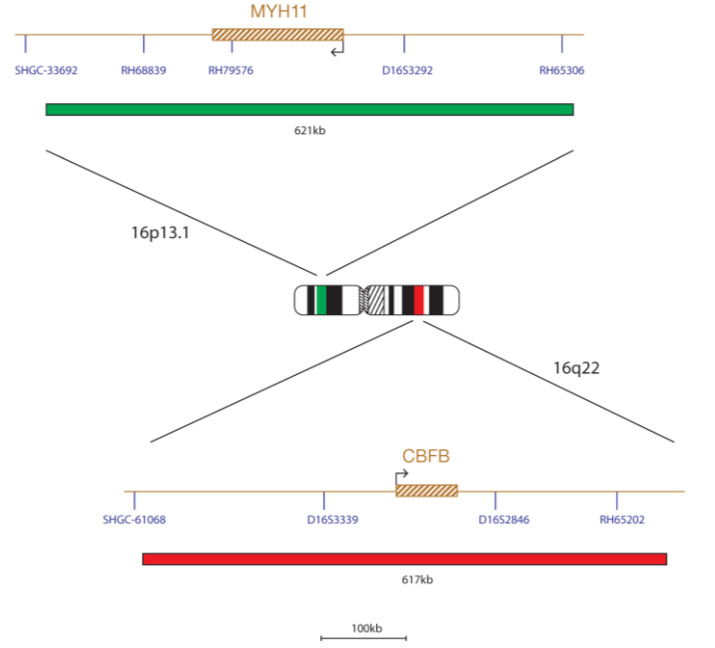 MYH11
SHGC-33692 RH68839 RH79576 D16S3292 RH65306
621kb
16p13.1
16q22
CBFB
SHGC-61068 D16S3339 D16S2846 RH65202
617kb
100kb